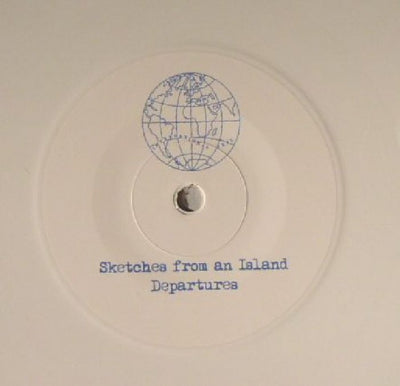 Sketches from an Island
Departures